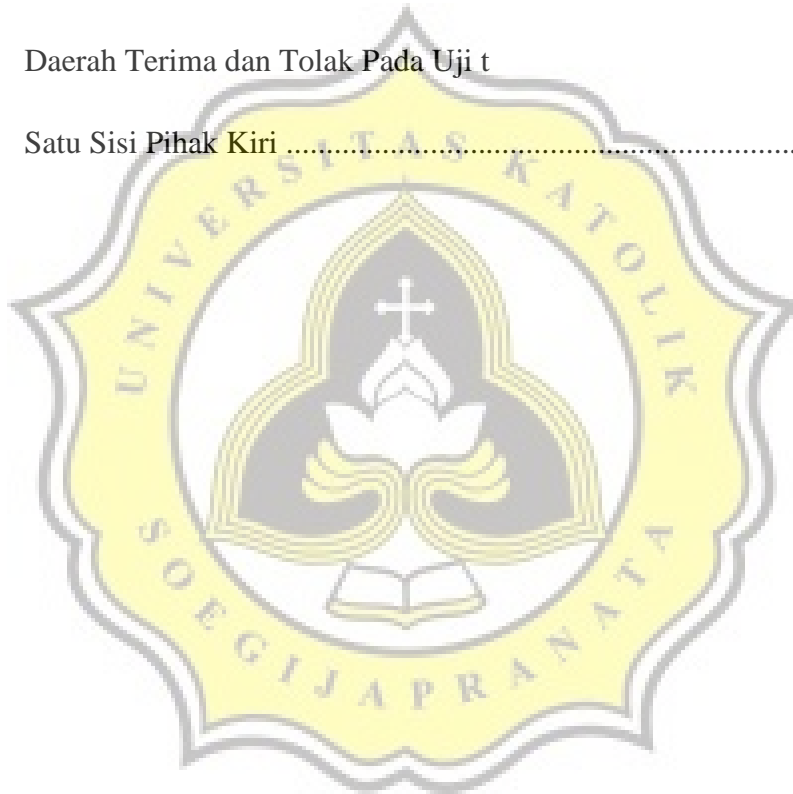 Daerah Terima dan Tolak Pada Uji t
Satu Sisi Pihak Kiri ................................................................
UNIVERSITAS KATOLIK
SOEGIJAPRANATA